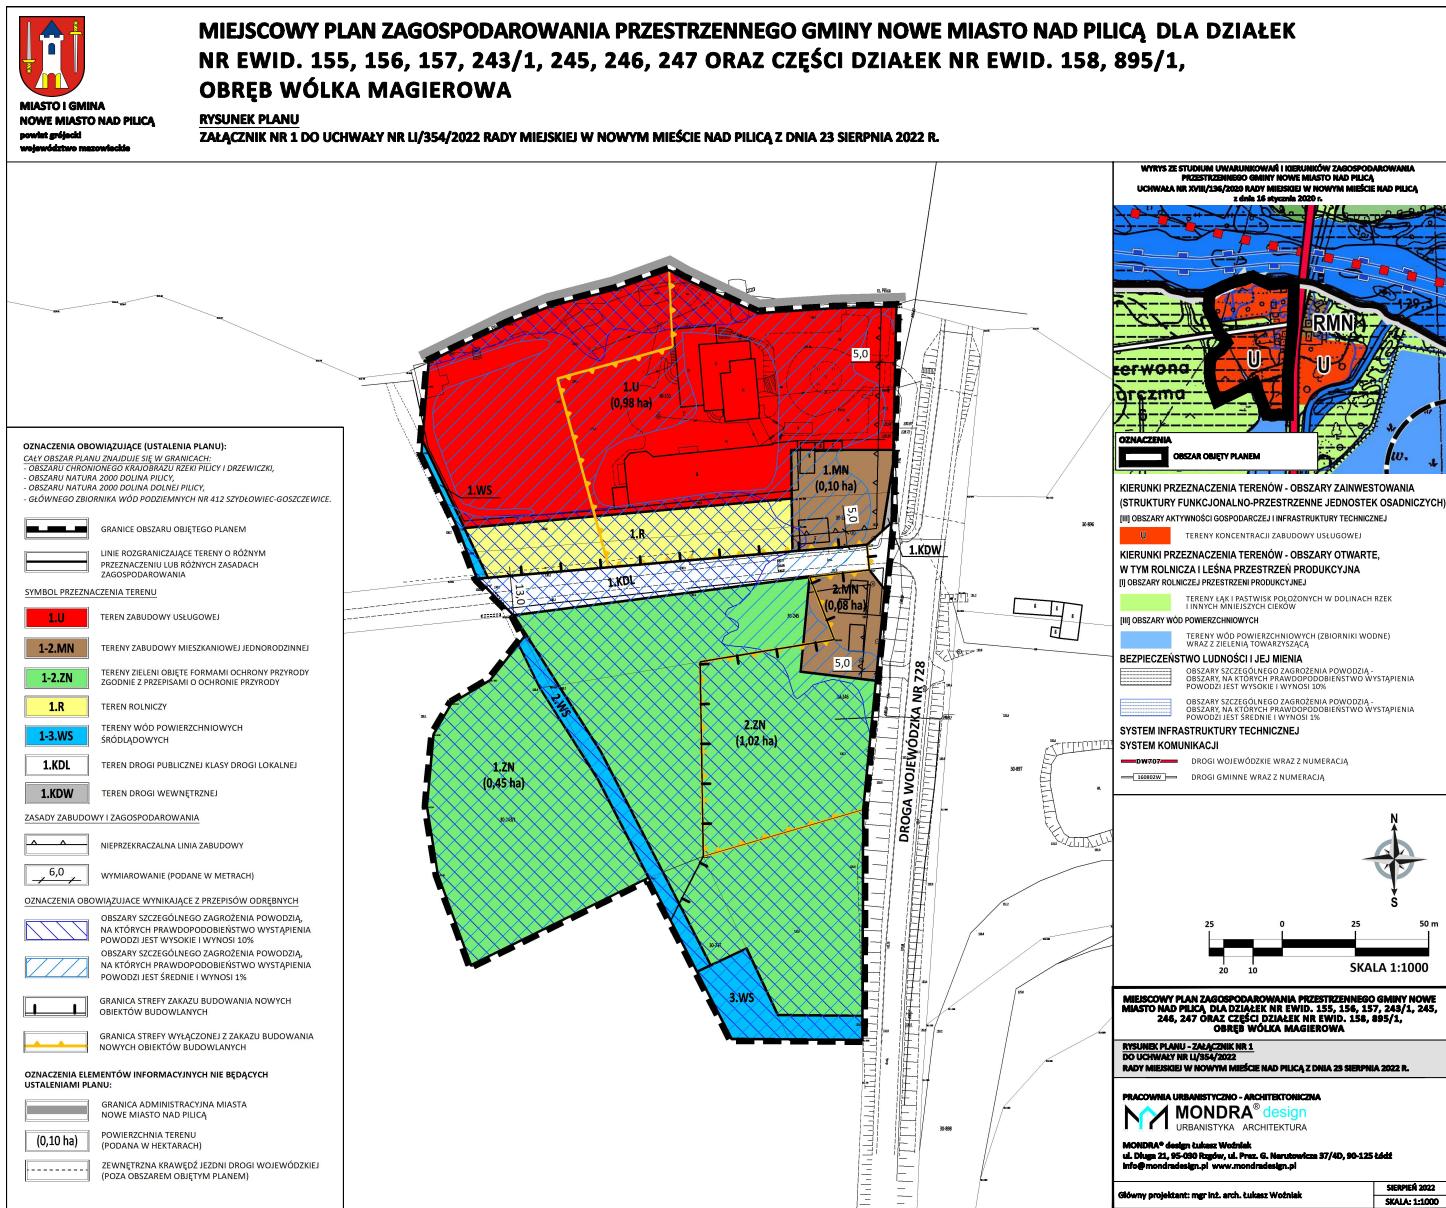 MIEJSCOWY PLAN ZAGOSPODAROWANIA PRZESTRZENNEGO GMINY NOWE MIASTO NAD PILICĄ DLA DZIAŁEK
NR EWID. 155, 156, 157, 243/1, 245, 246, 247 ORAZ CZĘŚCI DZIAŁEK NR EWID. 158, 895/1,
OBRĘB WÓLKA MAGIEROWA
RYSUNEK PLANU
ZAŁĄCZNIK NR 1 DO UCHWAŁY NR LI/354/2022 RADY MIEJSKIEJ W NOWYM MIEŚCIE NAD PILICĄ Z DNIA 23 SIERPNIA 2022 R.
MIASTO I GMINA
NOWE MIASTO NAD PILICĄ
powiat grójecki
województwo mazowieckie
OZNACZENIA OBOWIĄZUJĄCE (USTALENIA PLANU):
CAŁY OBSZAR PLANU ZNAJDUJE SIĘ W GRANICACH:
- OBSZARU CHRONIONEGO KRAJOBRAZU RZEKI PILICY I DRZEWICZKI,
- OBSZARU NATURA 2000 DOLINA PILICY,
- OBSZARU NATURA 2000 DOLINA DOLNEJ PILICY,
- GŁÓWNEGO ZBIORNIKA WÓD PODZIEMNYCH NR 412 SZYDŁOWIEC-GOSZCZEWICE.
GRANICE OBSZARU OBJĘTEGO PLANEM
LINIE ROZGRANICZAJĄCE TERENY O RÓŻNYM
PRZEZNACZENIU LUB RÓŻNYCH ZASADACH
ZAGOSPODAROWANIA
SYMBOL PRZEZNACZENIA TERENU
1.U TEREN ZABUDOWY USŁUGOWEJ
1-2.MN TERENY ZABUDOWY MIESZKANIOWEJ JEDNORODZINNEJ
1-2.ZN TERENY ZIELENI OBJĘTE FORMAMI OCHRONY PRZYRODY
ZGODNIE Z PRZEPISAMI O OCHRONIE PRZYRODY
1.R TEREN ROLNICZY
1-3.WS TERENY WÓD POWIERZCHNIOWYCH
ŚRÓDLĄDOWYCH
1.KDL TEREN DROGI PUBLICZNEJ KLASY DROGI LOKALNEJ
1.KDW TEREN DROGI WEWNĘTRZNEJ
ZASADY ZABUDOWY I ZAGOSPODAROWANIA
NIEPRZEKRACZALNA LINIA ZABUDOWY
6,0 WYMIAROWANIE (PODANE W METRACH)
OZNACZENIA OBOWIĄZUJACE WYNIKAJĄCE Z PRZEPISÓW ODRĘBNYCH
OBSZARY SZCZEGÓLNEGO ZAGROŻENIA POWODZIĄ,
NA KTÓRYCH PRAWDOPODOBIEŃSTWO WYSTĄPIENIA
POWODZI JEST WYSOKIE I WYNOSI 10%
OBSZARY SZCZEGÓLNEGO ZAGROŻENIA POWODZIĄ,
NA KTÓRYCH PRAWDOPODOBIEŃSTWO WYSTĄPIENIA
POWODZI JEST ŚREDNIE I WYNOSI 1%
GRANICA STREFY ZAKAZU BUDOWANIA NOWYCH
OBIEKTÓW BUDOWLANYCH
GRANICA STREFY WYŁĄCZONEJ Z ZAKAZU BUDOWANIA
NOWYCH OBIEKTÓW BUDOWLANYCH
OZNACZENIA ELEMENTÓW INFORMACYJNYCH NIE BĘDĄCYCH
USTALENIAMI PLANU:
GRANICA ADMINISTRACYJNA MIASTA
NOWE MIASTO NAD PILICĄ
(0,10 ha) POWIERZCHNIA TERENU
(PODANA W HEKTARACH)
ZEWNĘTRZNA KRAWĘDŹ JEZDNI DROGI WOJEWÓDZKIEJ
(POZA OBSZAREM OBJĘTYM PLANEM)
5,0
1.U
(0,98 ha)
1.MN
(0,10 ha)
1.WS
5,0
1.R
1.KDW
1.KDL
13,0
2.MN
(0,08 ha)
5,0
2.WS
2.ZN
(1,02 ha)
1.ZN
(0,45 ha)
3.WS
DROGA WOJEWÓDZKA NR 728
WYRYS ZE STUDIUM UWARUNKOWAŃ I KIERUNKÓW ZAGOSPODAROWANIA
PRZESTRZENNEGO GMINY NOWE MIASTO NAD PILICĄ
UCHWAŁA NR XVIII/136/2020 RADY MIEJSKIEJ W NOWYM MIEŚCIE NAD PILICĄ
z dnia 16 stycznia 2020 r.
RMN
U
U
zerwona
w.
OZNACZENIA
OBSZAR OBJĘTY PLANEM
KIERUNKI PRZEZNACZENIA TERENÓW - OBSZARY ZAINWESTOWANIA
(STRUKTURY FUNKCJONALNO-PRZESTRZENNE JEDNOSTEK OSADNICZYCH)
[III] OBSZARY AKTYWNOŚCI GOSPODARCZEJ I INFRASTRUKTURY TECHNICZNEJ
U TERENY KONCENTRACJI ZABUDOWY USŁUGOWEJ
KIERUNKI PRZEZNACZENIA TERENÓW - OBSZARY OTWARTE,
W TYM ROLNICZA I LEŚNA PRZESTRZEŃ PRODUKCYJNA
[I] OBSZARY ROLNICZEJ PRZESTRZENI PRODUKCYJNEJ
TERENY ŁĄK I PASTWISK POŁOŻONYCH W DOLINACH RZEK
I INNYCH MNIEJSZYCH CIEKÓW
[III] OBSZARY WÓD POWIERZCHNIOWYCH
TERENY WÓD POWIERZCHNIOWYCH (ZBIORNIKI WODNE)
WRAZ Z ZIELENIĄ TOWARZYSZĄCĄ
BEZPIECZEŃSTWO LUDNOŚCI I JEJ MIENIA
OBSZARY SZCZEGÓLNEGO ZAGROŻENIA POWODZIĄ -
OBSZARY, NA KTÓRYCH PRAWDOPODOBIEŃSTWO WYSTĄPIENIA
POWODZI JEST WYSOKIE I WYNOSI 10%
OBSZARY SZCZEGÓLNEGO ZAGROŻENIA POWODZIĄ -
OBSZARY, NA KTÓRYCH PRAWDOPODOBIEŃSTWO WYSTĄPIENIA
POWODZI JEST ŚREDNIE I WYNOSI 1%
SYSTEM INFRASTRUKTURY TECHNICZNEJ
SYSTEM KOMUNIKACJI
DW707 DROGI WOJEWÓDZKIE WRAZ Z NUMERACJĄ
160802W DROGI GMINNE WRAZ Z NUMERACJĄ
N
S
25 0 25 50 m
20 10
SKALA 1:1000
MIEJSCOWY PLAN ZAGOSPODAROWANIA PRZESTRZENNEGO GMINY NOWE
MIASTO NAD PILICĄ DLA DZIAŁEK NR EWID. 155, 156, 157, 243/1, 245,
246, 247 ORAZ CZĘŚCI DZIAŁEK NR EWID. 158, 895/1,
OBRĘB WÓLKA MAGIEROWA
RYSUNEK PLANU - ZAŁĄCZNIK NR 1
DO UCHWAŁY NR LI/354/2022
RADY MIEJSKIEJ W NOWYM MIEŚCIE NAD PILICĄ Z DNIA 23 SIERPNIA 2022 R.
PRACOWNIA URBANISTYCZNO - ARCHITEKTONICZNA
MONDRA® design
URBANISTYKA ARCHITEKTURA
MONDRA® design Łukasz Woźniak
ul. Długa 21, 95-030 Rzgów, ul. Prez. G. Narutowicza 37/4D, 90-125 Łódź
info@mondradesign.pl www.mondradesign.pl
Główny projektant: mgr inż. arch. Łukasz Woźniak
SIERPIEŃ 2022
SKALA: 1:1000